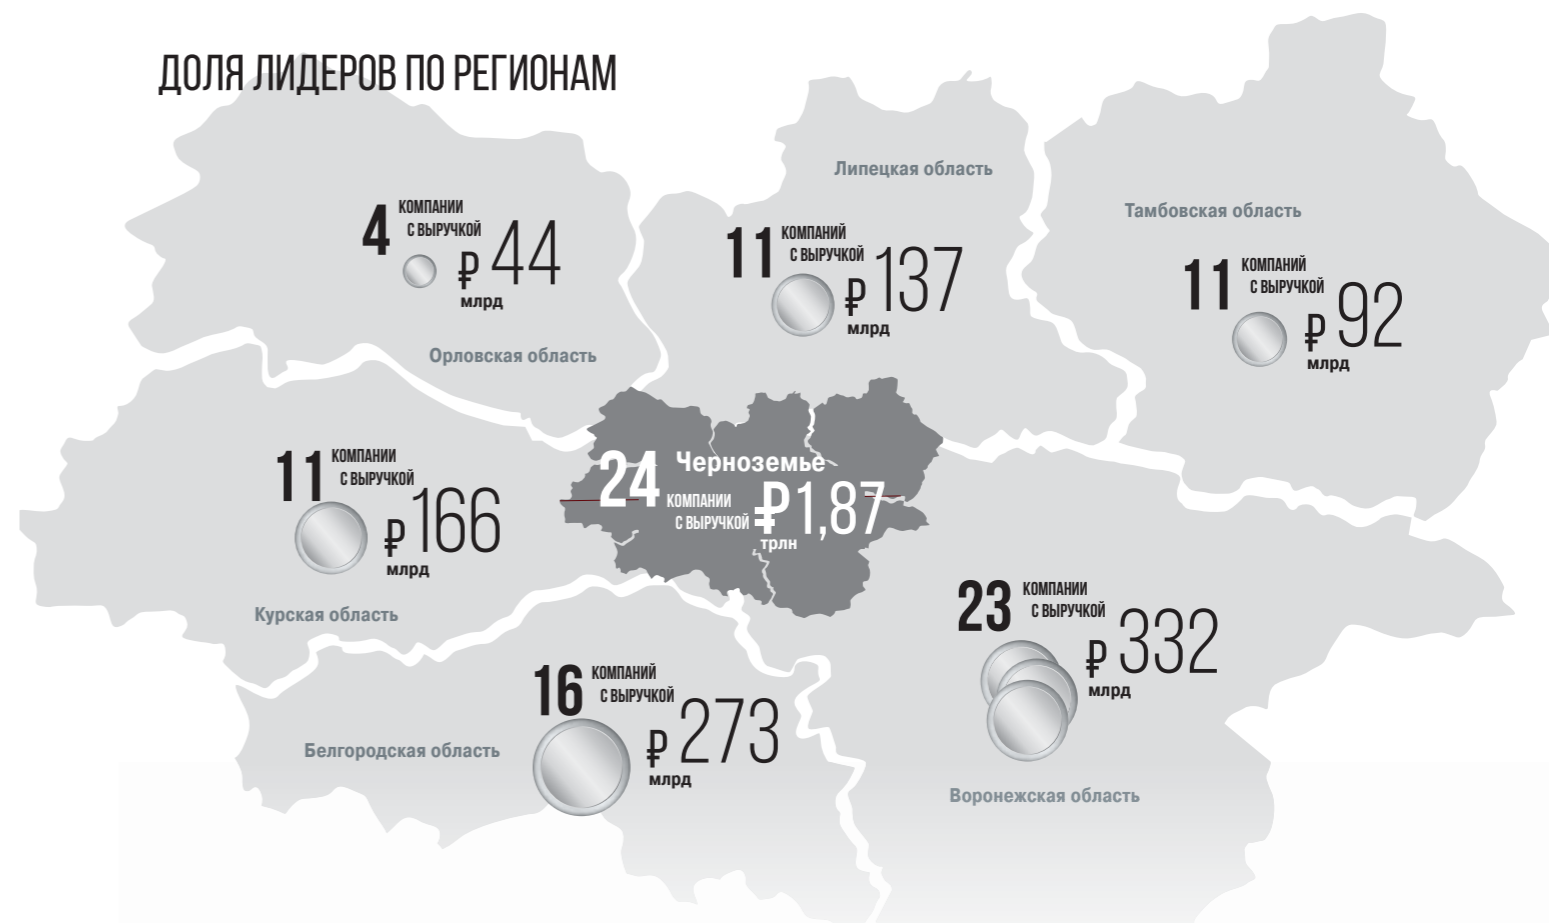 ДОЛЯ ЛИДЕРОВ ПО РЕГИОНАМ
4 КОМПАНИИ
С ВЫРУЧКОЙ
₽ 44
млрд
Орловская область
Липецкая область
11 КОМПАНИЙ
С ВЫРУЧКОЙ
₽ 137
млрд
Тамбовская область
11 КОМПАНИЙ
С ВЫРУЧКОЙ
₽ 92
млрд
11 КОМПАНИИ
С ВЫРУЧКОЙ
₽ 166
млрд
Курская область
Черноземье
24 КОМПАНИИ
С ВЫРУЧКОЙ
₽ 1,87
трлн
16 КОМПАНИЙ
С ВЫРУЧКОЙ
₽ 273
млрд
Белгородская область
23 КОМПАНИИ
С ВЫРУЧКОЙ
₽ 332
млрд
Воронежская область